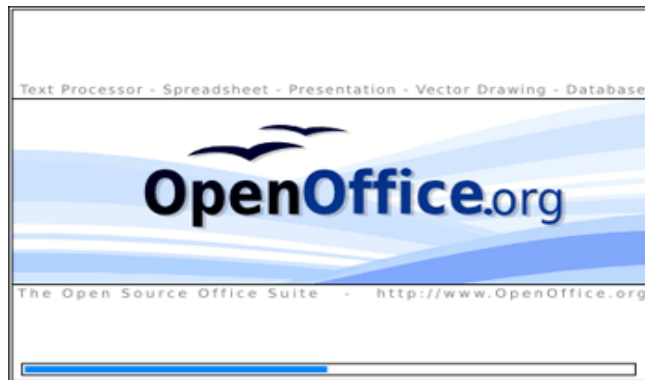 Text Processor - Spreadsheet - Presentation - Vector Drawing - Database
OpenOffice.org
The Open Source Office Suite - http://www.OpenOffice.org